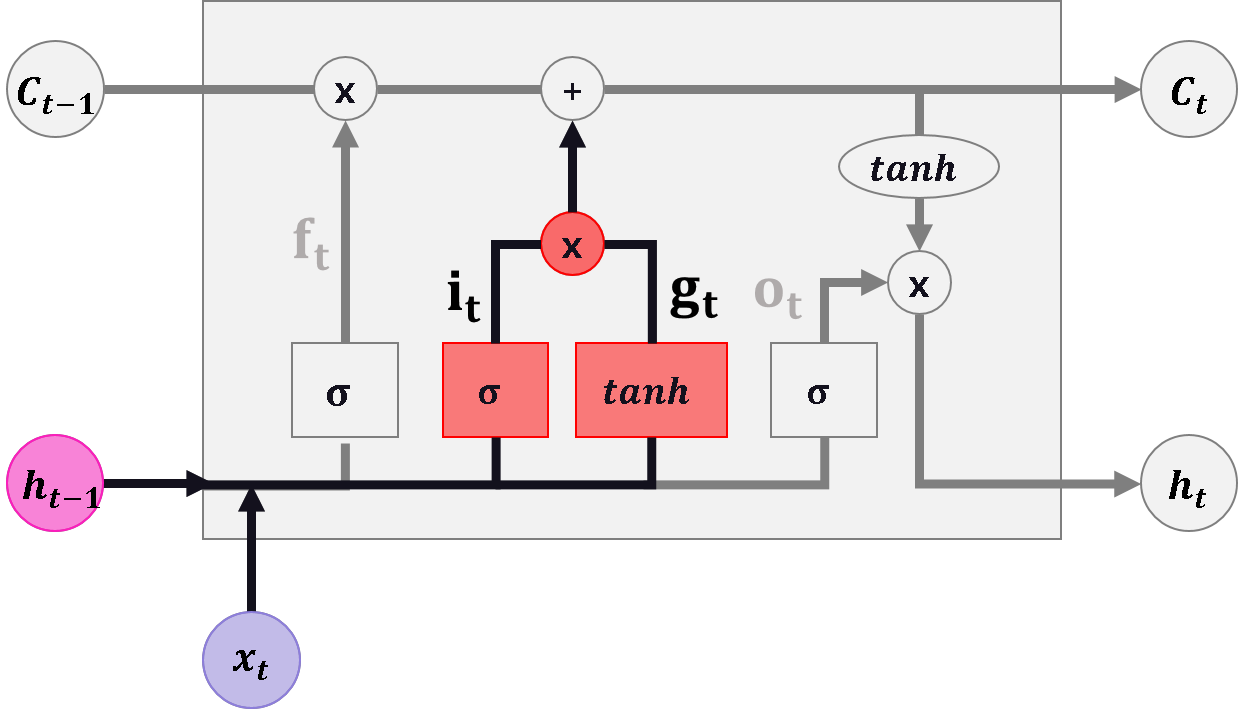 C_{t−1}
x
+
C_t
tanh
f_t
x
i_t
g_t
o_t
x
σ
σ
tanh
σ
h_{t−1}
h_t
x_t